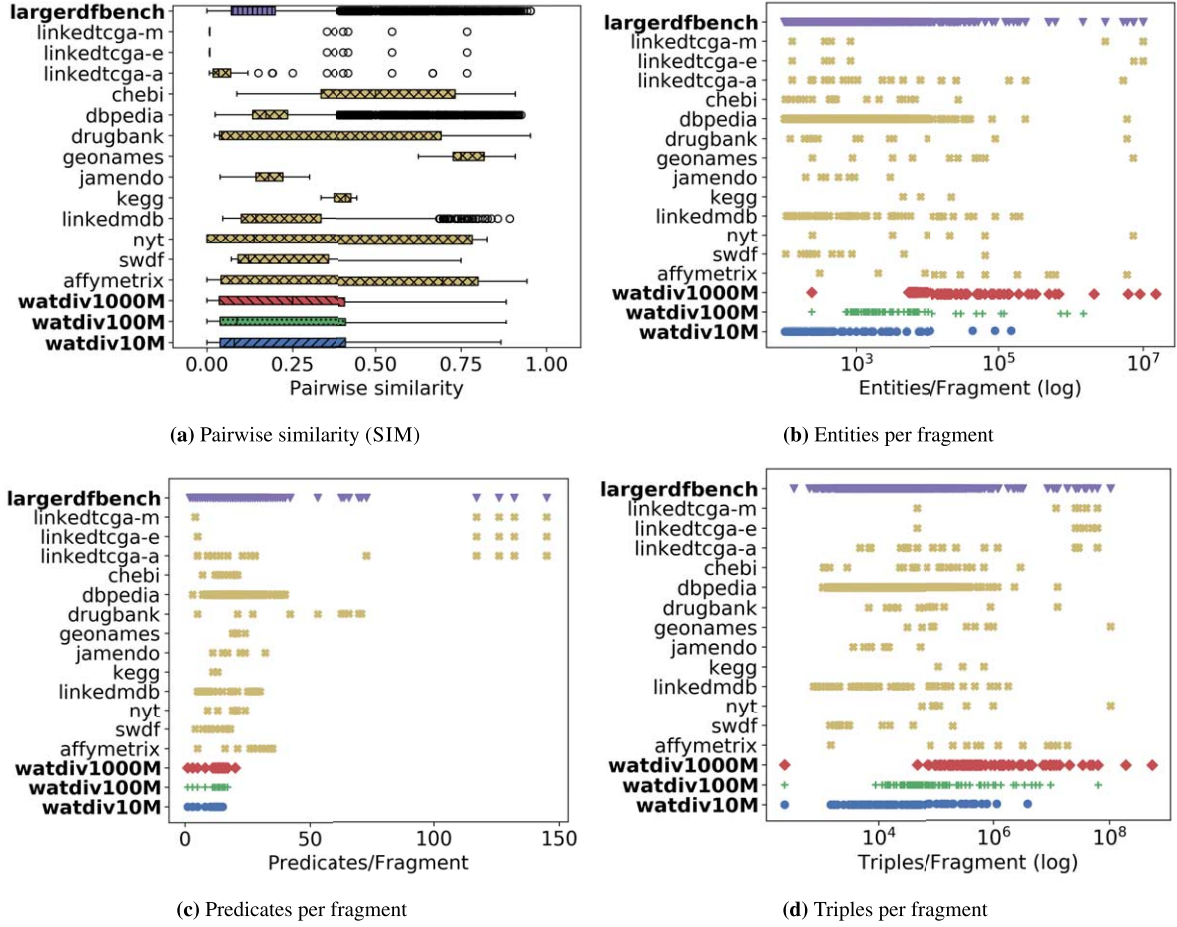 largerdfbench
linkedtcga-m
linkedtcga-e
linkedtcga-a
chebi
dbpedia
drugbank
geonames
jamendo
kegg
linkedmdb
nyt
swdf
affymetrix
watdiv1000M
watdiv100M
watdiv10M
0.00 0.25 0.50 0.75 1.00
Pairwise similarity
(a) Pairwise similarity (SIM)
largerdfbench
linkedtcga-m
linkedtcga-e
linkedtcga-a
chebi
dbpedia
drugbank
geonames
jamendo
kegg
linkedmdb
nyt
swdf
affymetrix
watdiv1000M
watdiv100M
watdiv10M
10³ 10⁵ 10⁷
Entities/Fragment (log)
(b) Entities per fragment
largerdfbench
linkedtcga-m
linkedtcga-e
linkedtcga-a
chebi
dbpedia
drugbank
geonames
jamendo
kegg
linkedmdb
nyt
swdf
affymetrix
watdiv1000M
watdiv100M
watdiv10M
0 50 100 150
Predicates/Fragment
(c) Predicates per fragment
largerdfbench
linkedtcga-m
linkedtcga-e
linkedtcga-a
chebi
dbpedia
drugbank
geonames
jamendo
kegg
linkedmdb
nyt
swdf
affymetrix
watdiv1000M
watdiv100M
watdiv10M
10⁴ 10⁶ 10⁸
Triples/Fragment (log)
(d) Triples per fragment